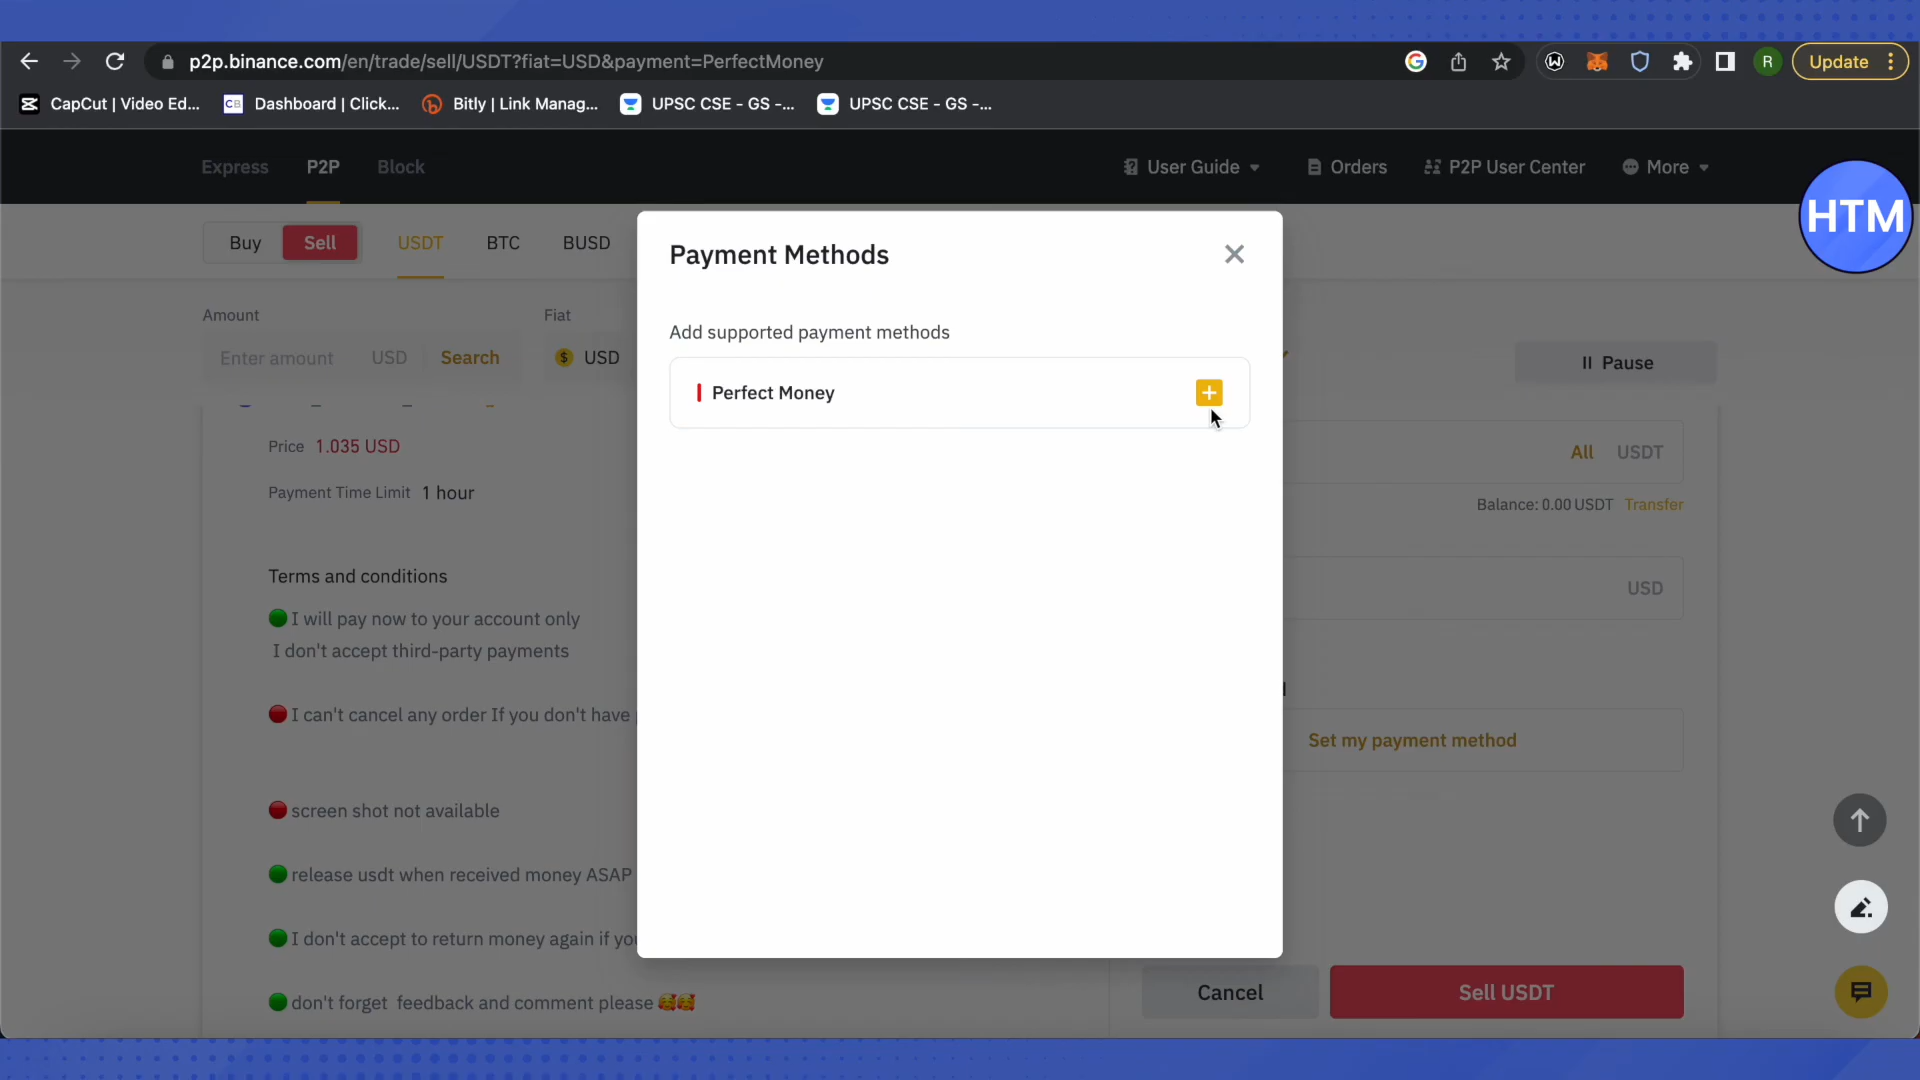 p2p.binance.com/en/trade/sell/USDT?fiat=USD&payment=PerfectMoney
R
Update
CapCut | Video Ed...
CB
Dashboard | Click...
Bitly | Link Manag...
UPSC CSE - GS -...
UPSC CSE - GS -...
Express
P2P
Block
User Guide
Orders
P2P User Center
More
HTM
Buy
Sell
USDT
BTC
BUSD
Payment Methods
Amount
Fiat
Add supported payment methods
Enter amount
USD
Search
$ USD
Pause
Perfect Money
Price 1.035 USD
All USDT
Payment Time Limit 1 hour
Balance: 0.00 USDT Transfer
Terms and conditions
USD
I will pay now to your account only
I don't accept third-party payments
I can't cancel any order If you don't have
Set my payment method
screen shot not available
release usdt when received money ASAP
I don't accept to return money again if
don't forget feedback and comment please
Cancel
Sell USDT